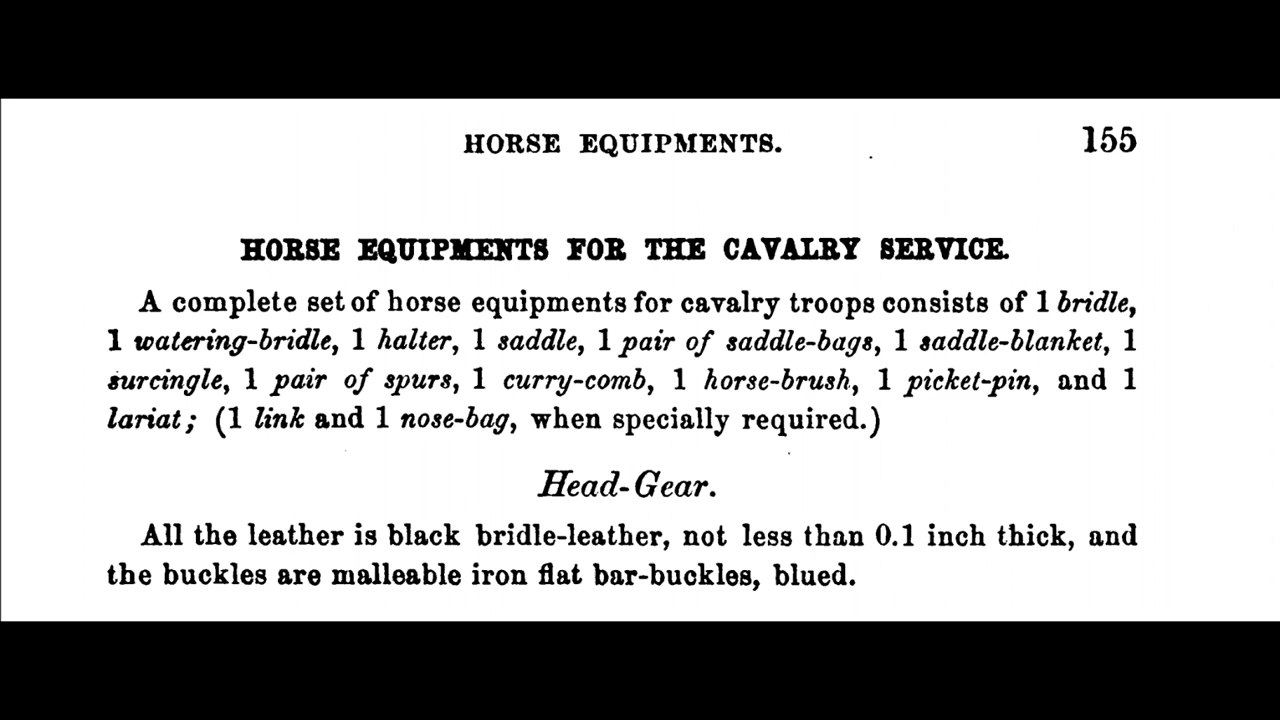 HORSE EQUIPMENTS. 155
HORSE EQUIPMENTS FOR THE CAVALRY SERVICE.
A complete set of horse equipments for cavalry troops consists of 1 bridle,
1 watering-bridle, 1 halter, 1 saddle, 1 pair of saddle-bags, 1 saddle-blanket, 1
surcingle, 1 pair of spurs, 1 curry-comb, 1 horse-brush, 1 picket-pin, and 1
lariat; (1 link and 1 nose-bag, when specially required.)
Head-Gear.
All the leather is black bridle-leather, not less than 0.1 inch thick, and
the buckles are malleable iron flat bar-buckles, blued.